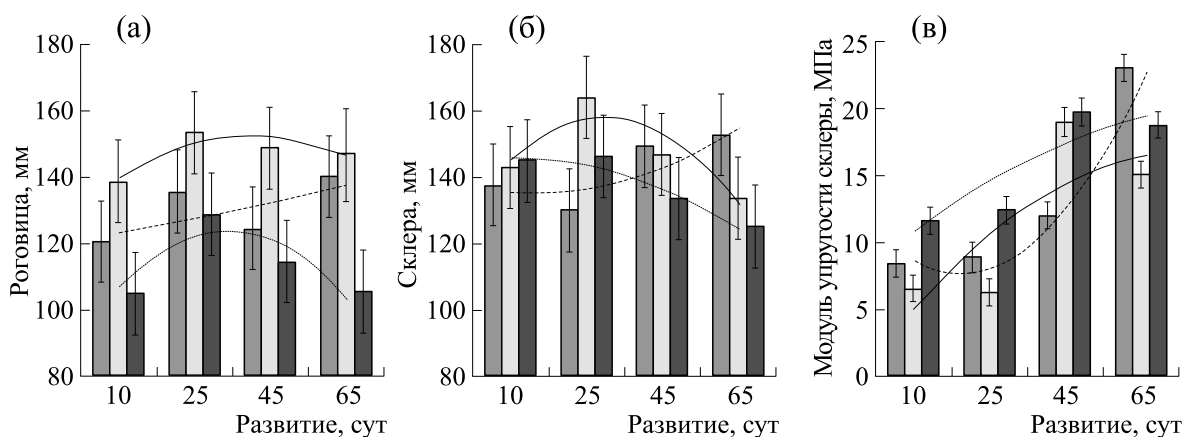 (а)
Роговица, мм
180
160
140
120
100
80
10 25 45 65
Развитие, сут
(б)
Склера, мм
180
160
140
120
100
80
10 25 45 65
Развитие, сут
(в)
Модуль упругости склеры, МПа
25
20
15
10
5
0
10 25 45 65
Развитие, сут